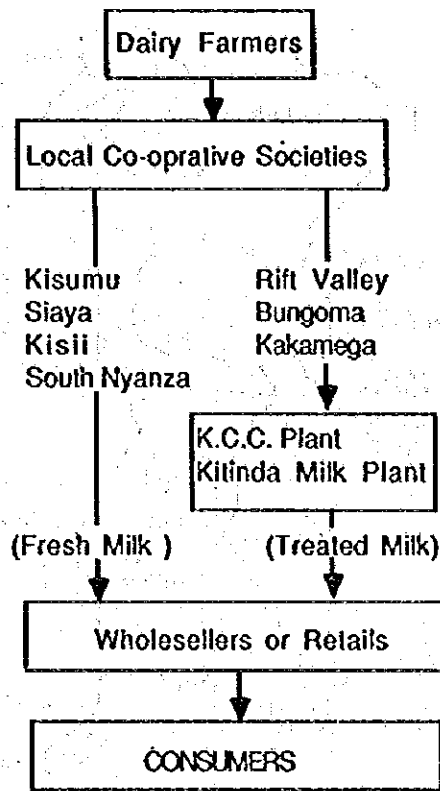 Dairy Farmers
Local Co-oprative Societies
Kisumu
Siaya
Kisii
South Nyanza
Rift Valley
Bungoma
Kakamega
K.C.C. Plant
Kitinda Milk Plant
(Fresh Milk )
(Treated Milk)
Wholesellers or Retails
CONSUMERS